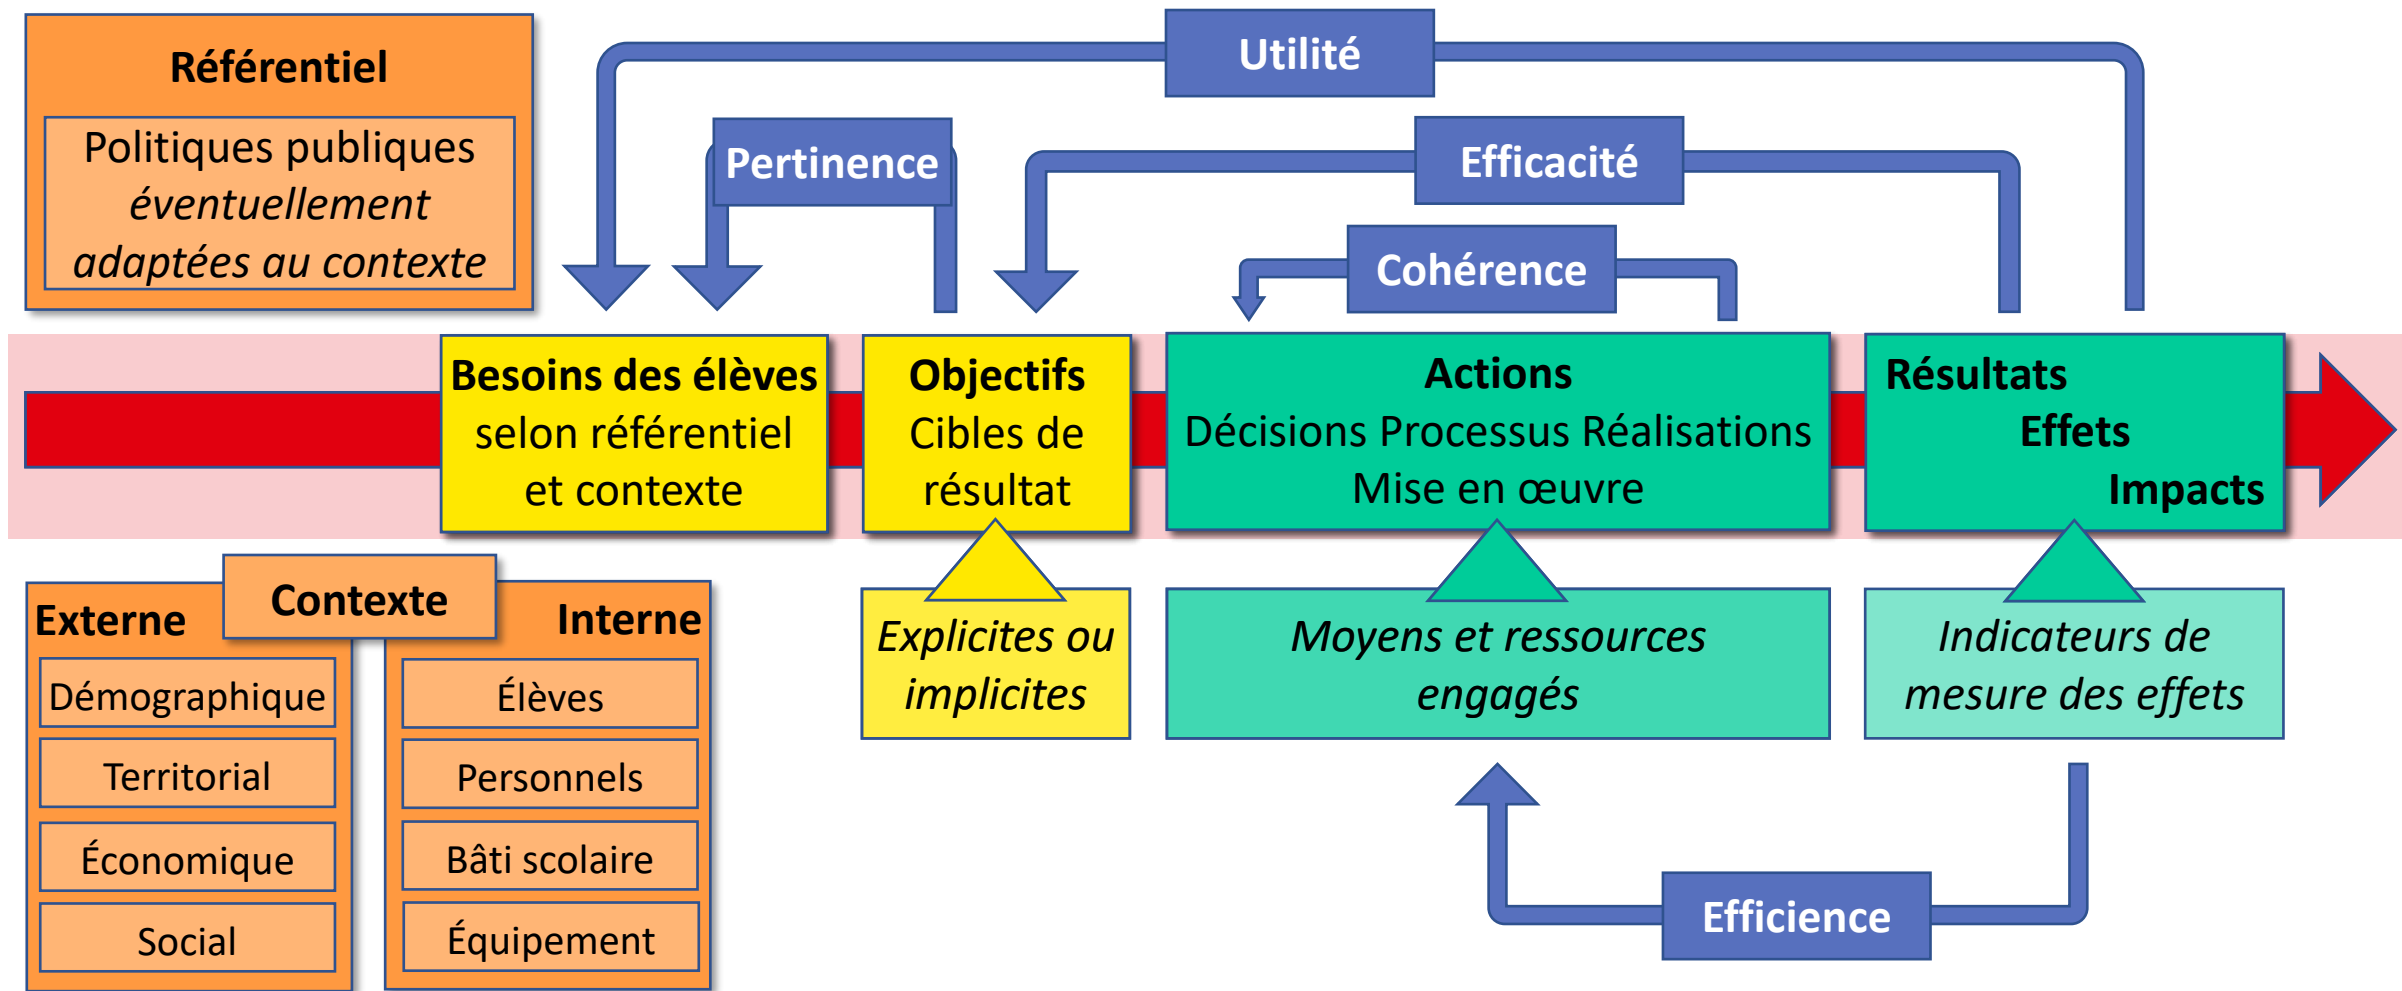 Référentiel
Politiques publiques
éventuellement
adaptées au contexte
Utilité
Pertinence
Efficacité
Cohérence
Besoins des élèves
selon référentiel
et contexte
Objectifs
Cibles de
résultat
Actions
Décisions Processus Réalisations
Mise en œuvre
Résultats
Effets
Impacts
Contexte
Externe
Démographique
Territorial
Économique
Social
Interne
Élèves
Personnels
Bâti scolaire
Équipement
Explicites ou
implicites
Moyens et ressources
engagés
Indicateurs de
mesure des effets
Efficience